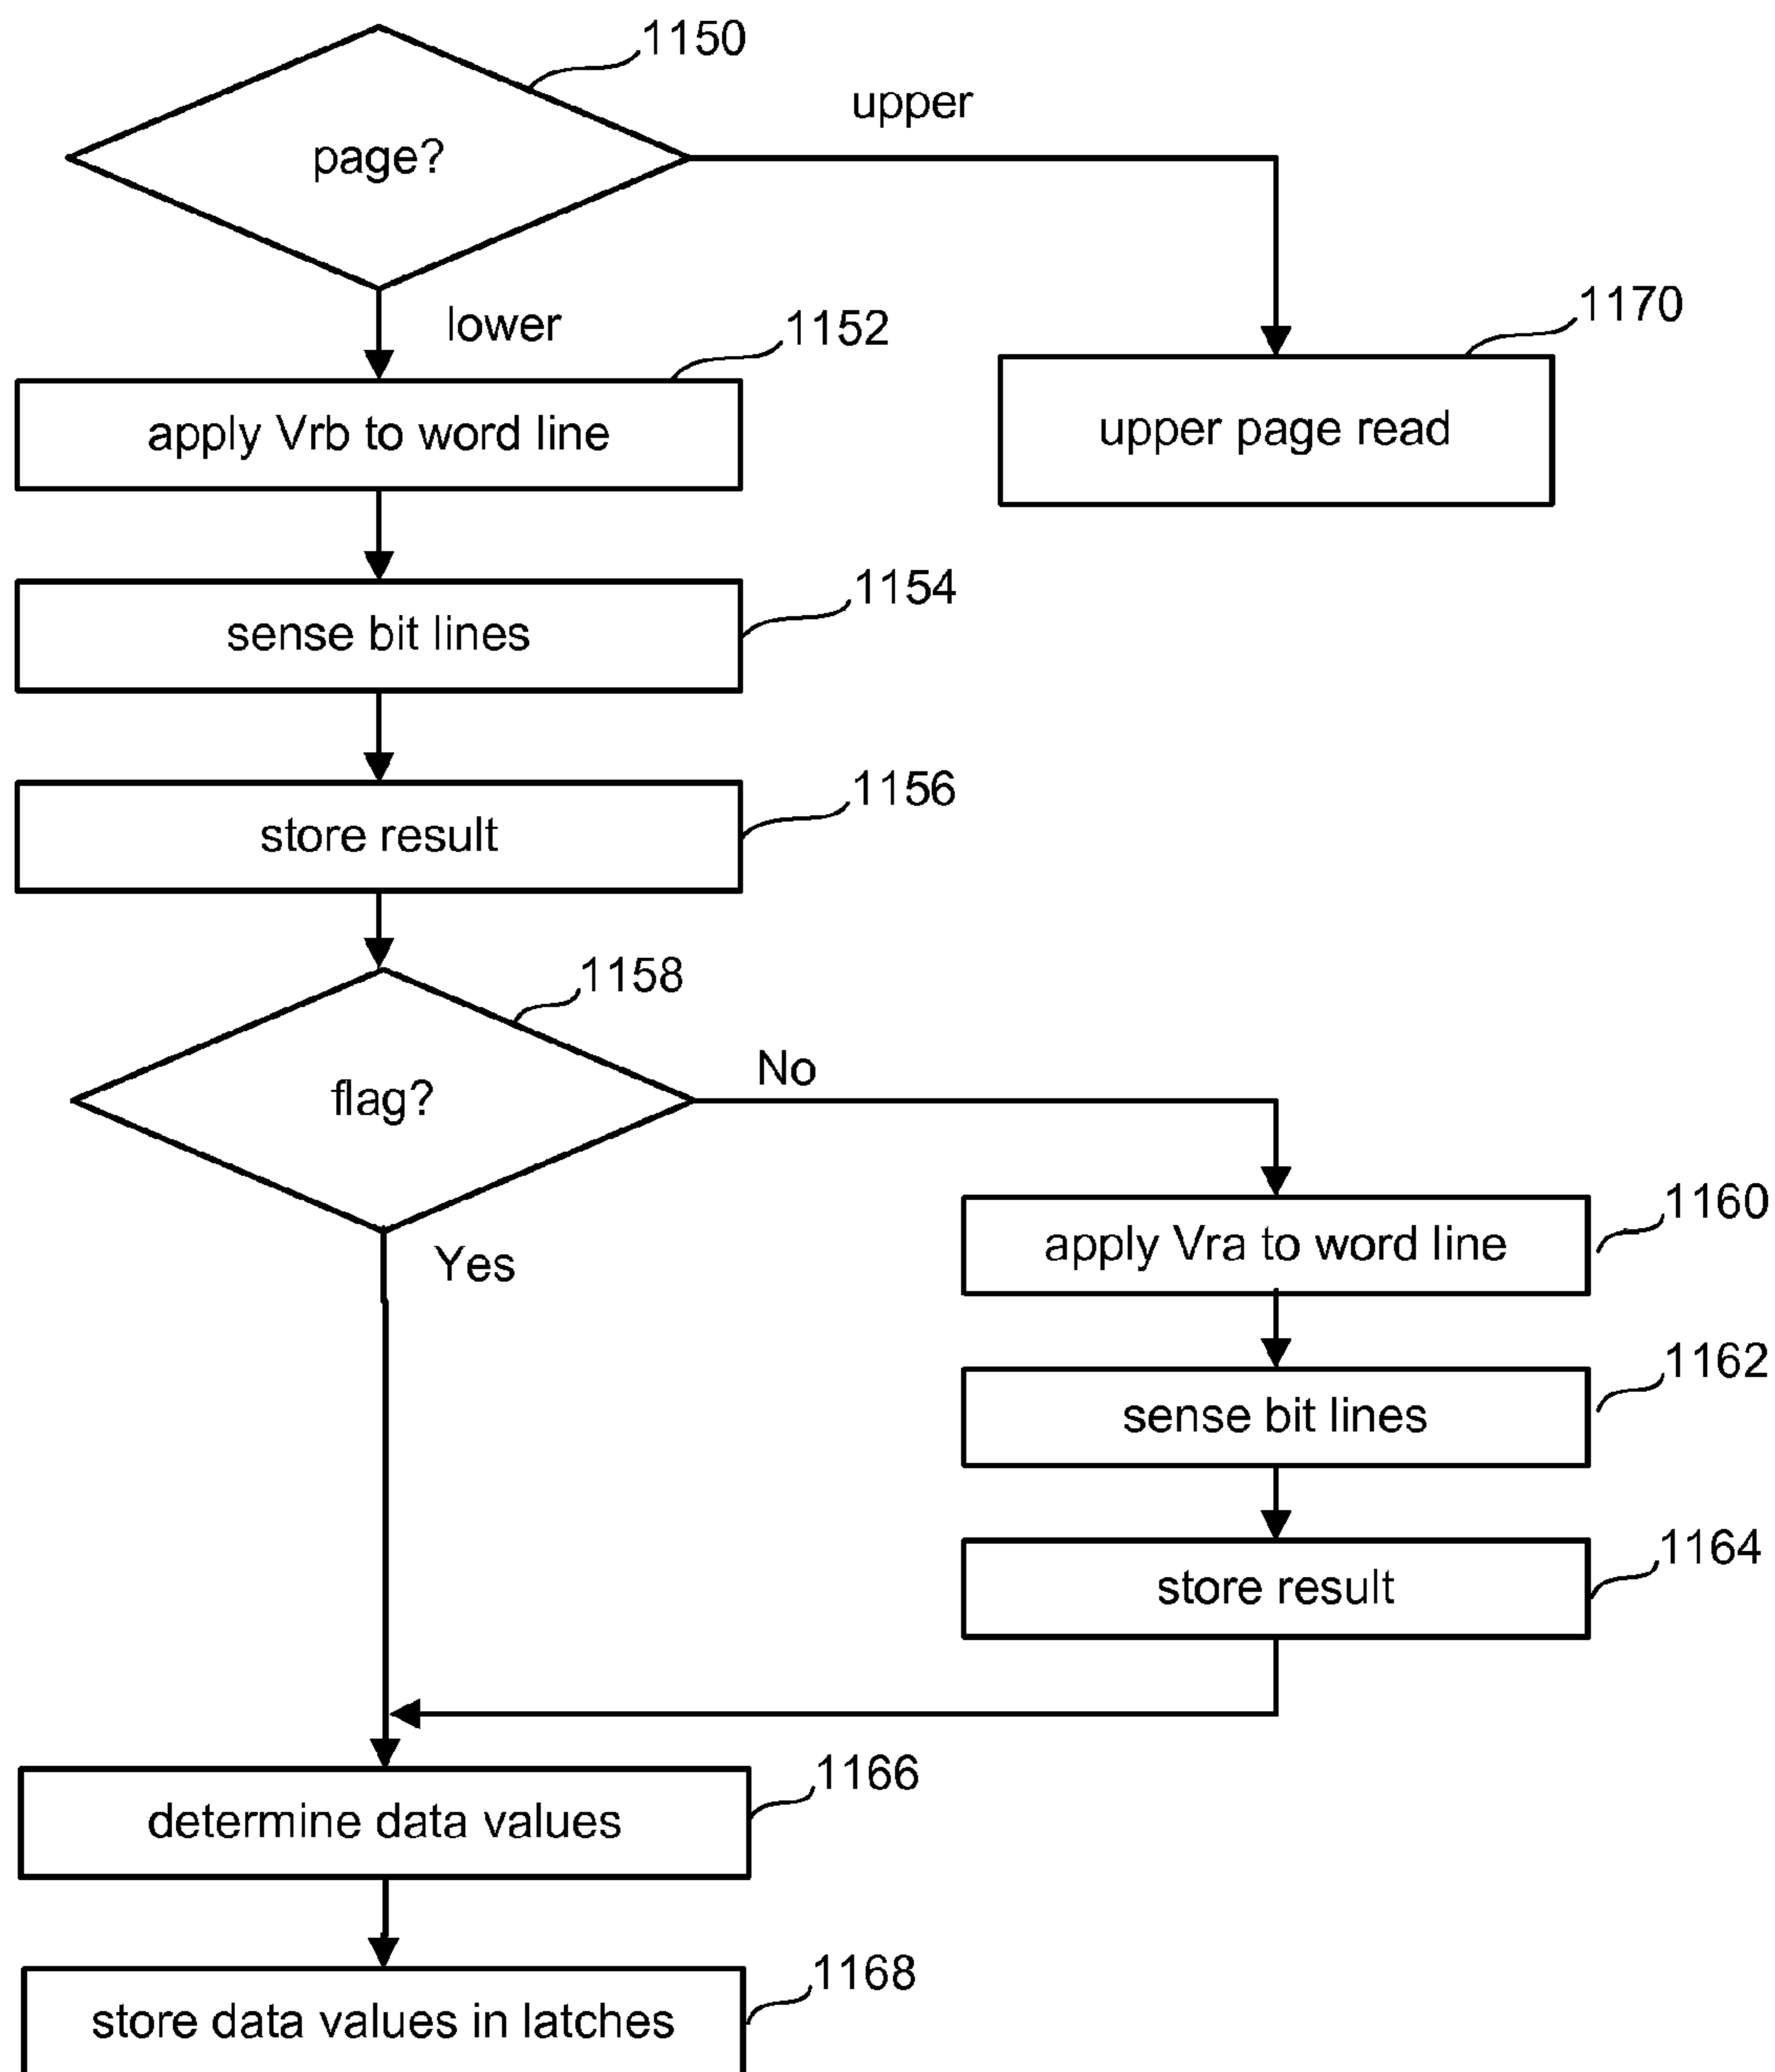 1150
page?
upper
lower
1152
apply Vrb to word line
1170
upper page read
1154
sense bit lines
1156
store result
1158
flag?
No
Yes
1160
apply Vra to word line
1162
sense bit lines
1164
store result
1166
determine data values
1168
store data values in latches